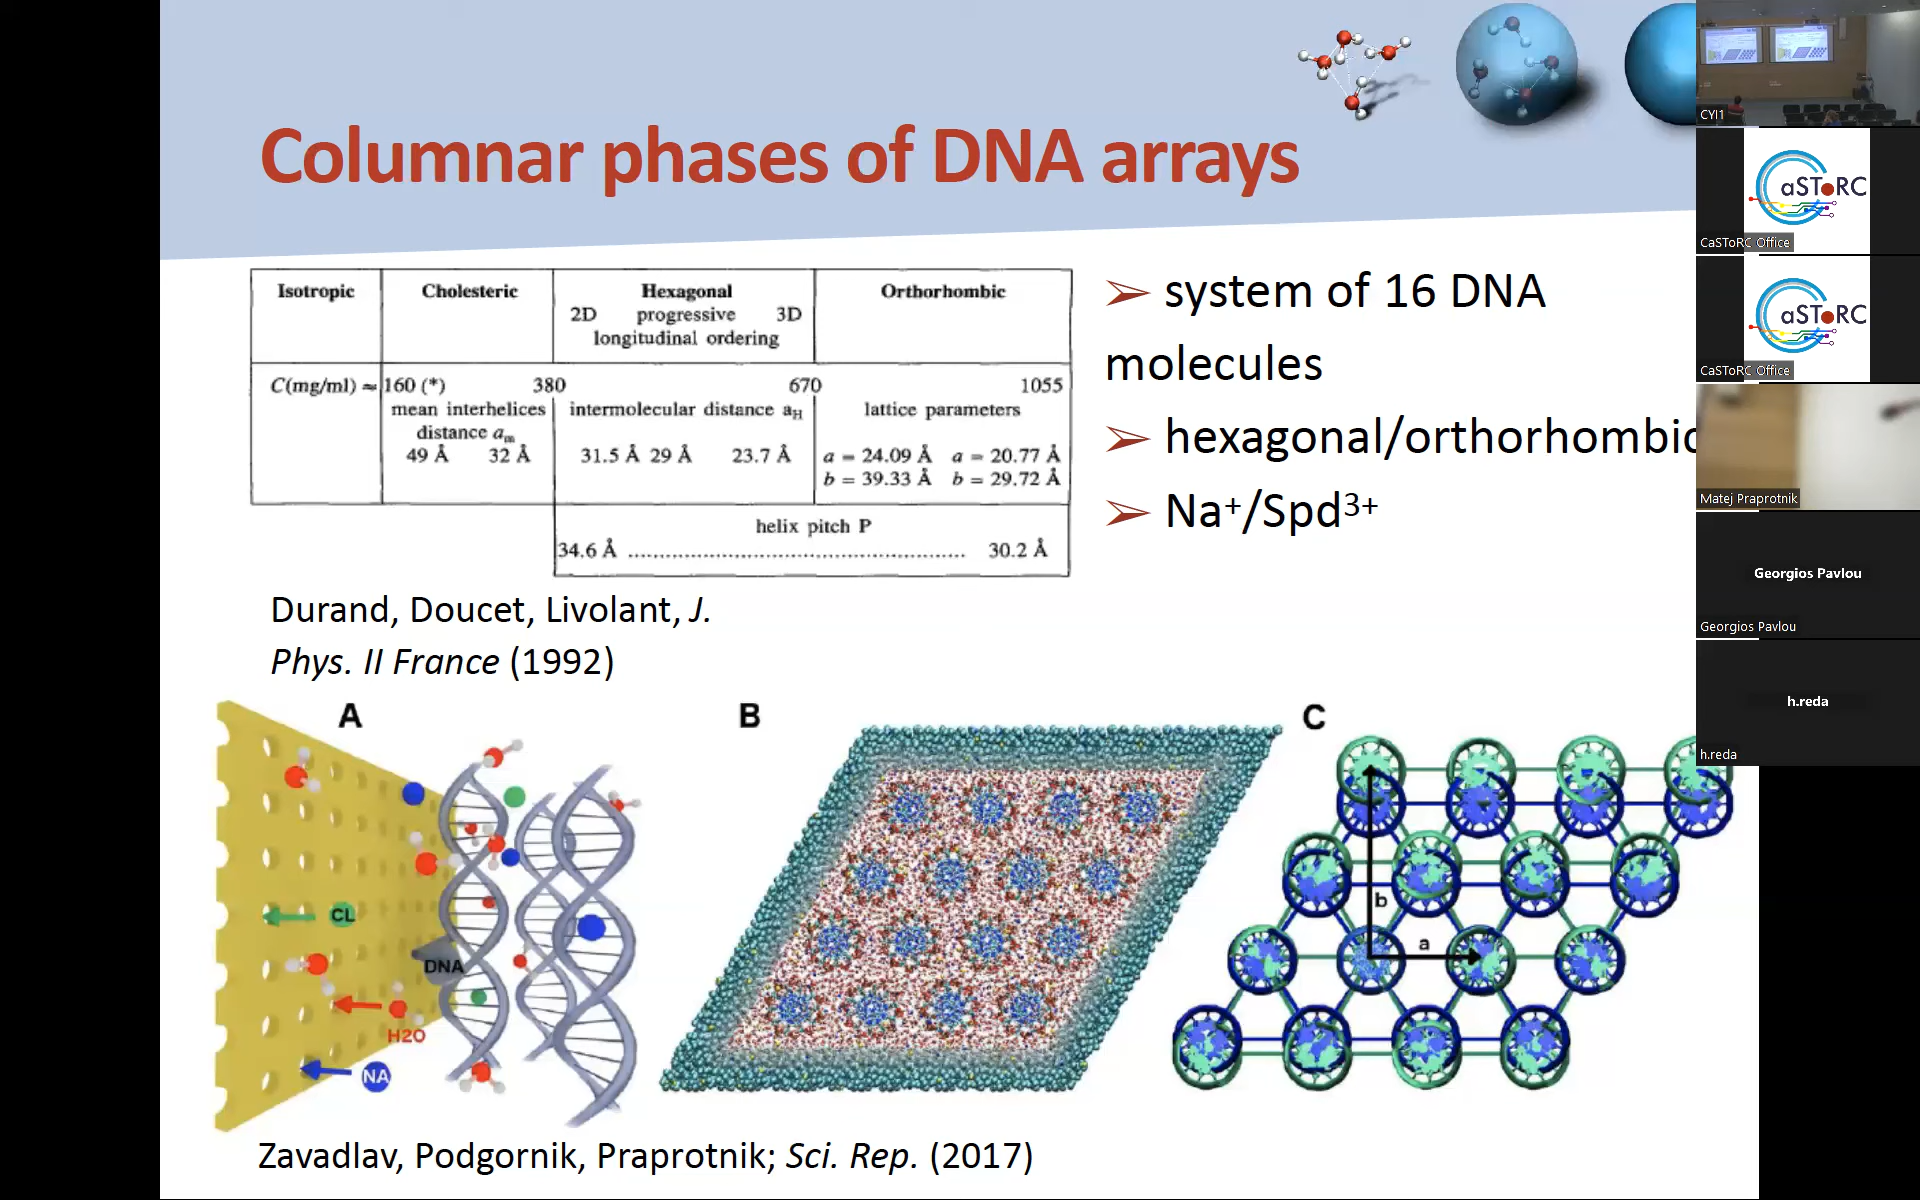 Columnar phases of DNA arrays
Isotropic Cholesteric Hexagonal Orthorhombic
2D progressive 3D
longitudinal ordering
C(mg/ml) ≈ 160 (*) 380 670 1055
mean interhelices intermolecular distance aH lattice parameters
distance am
49 Å 32 Å 31.5 Å 29 Å 23.7 Å a = 24.09 Å a = 20.77 Å
b = 39.33 Å b = 29.72 Å
helix pitch P
34.6 Å ........................................................ 30.2 Å
Durand, Doucet, Livolant, J.
Phys. II France (1992)
➢ system of 16 DNA
molecules
➢ hexagonal/orthorhombic
➢ Na⁺/Spd³⁺
A
CL
DNA
H2O
NA
B
C
b
a
Zavadlav, Podgornik, Praprotnik; Sci. Rep. (2017)
CYI1
aSToRC
CaSToRC Office
aSToRC
CaSToRC Office
Matej Praprotnik
Georgios Pavlou
Georgios Pavlou
h.reda
h.reda